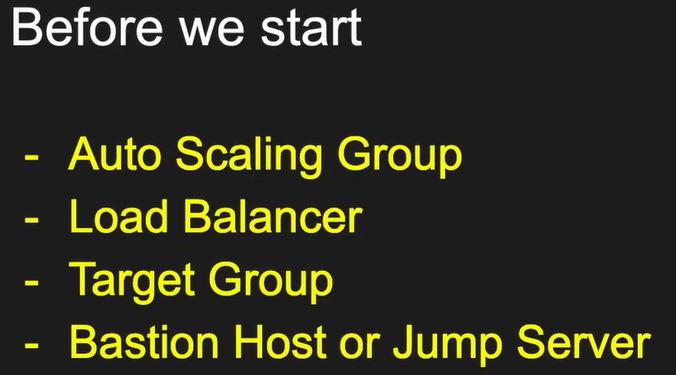 Before we start
- Auto Scaling Group
- Load Balancer
- Target Group
- Bastion Host or Jump Server